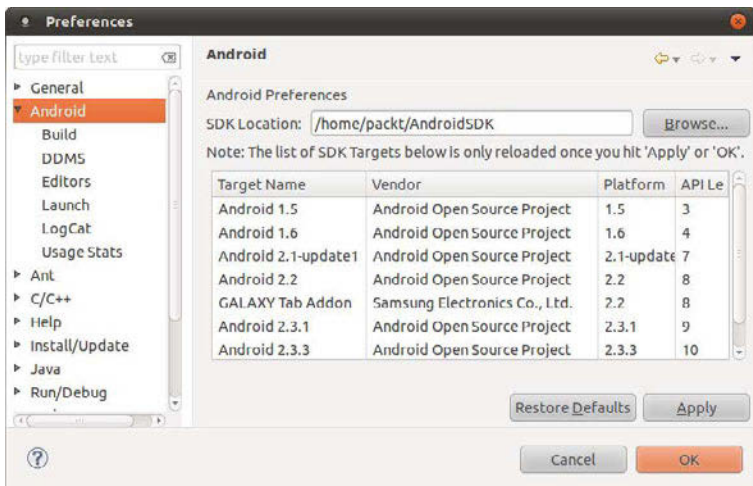 Preferences
type filter text
General
Android
Build
DDMS
Editors
Launch
LogCat
Usage Stats
Ant
C/C++
Help
Install/Update
Java
Run/Debug
Android
Android Preferences
SDK Location: /home/packt/AndroidSDK Browse...
Note: The list of SDK Targets below is only reloaded once you hit 'Apply' or 'OK'.
Target Name Vendor Platform API Le
Android 1.5 Android Open Source Project 1.5 3
Android 1.6 Android Open Source Project 1.6 4
Android 2.1-update1 Android Open Source Project 2.1-update 7
Android 2.2 Android Open Source Project 2.2 8
GALAXY Tab Addon Samsung Electronics Co., Ltd. 2.2 8
Android 2.3.1 Android Open Source Project 2.3.1 9
Android 2.3.3 Android Open Source Project 2.3.3 10
Restore Defaults Apply
Cancel OK